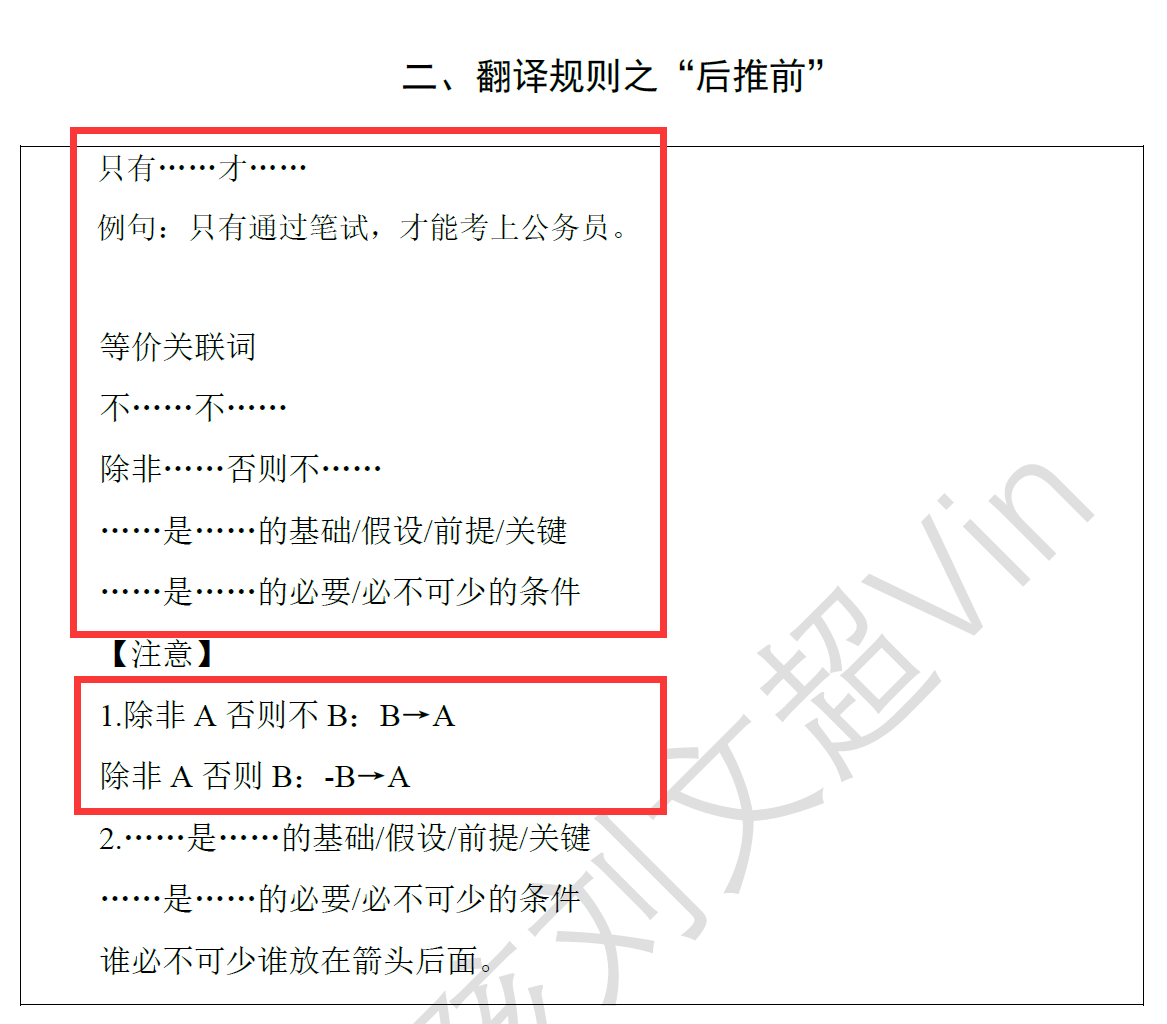 二、翻译规则之“后推前”
只有……才……
例句：只有通过笔试，才能考上公务员。
等价关联词
不……不……
除非……否则不……
……是……的基础/假设/前提/关键
……是……的必要/必不可少的条件
【注意】
1.除非 A 否则不 B：B→A
除非 A 否则 B：-B→A
2.……是……的基础/假设/前提/关键
……是……的必要/必不可少的条件
谁必不可少谁放在箭头后面。
刘文超Vin